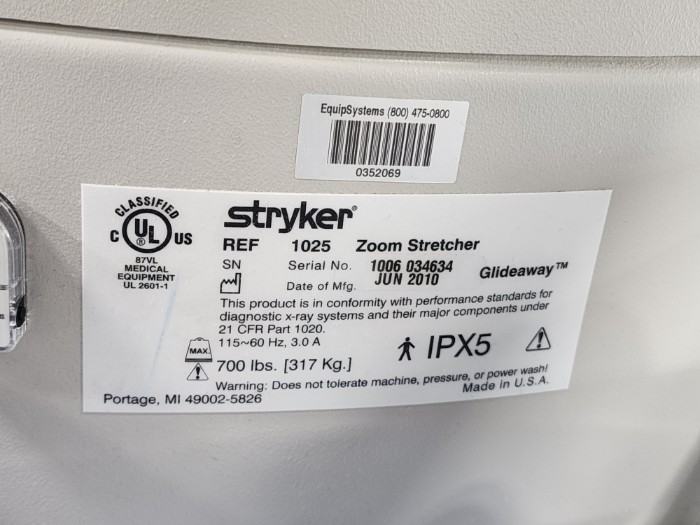 EquipSystems (800) 475-0800
0352069
CLASSIFIED
C UL® US
87VL
MEDICAL
EQUIPMENT
UL 2601-1
stryker®
REF 1025 Zoom Stretcher
SN Serial No. 1006 034634
Date of Mfg. JUN 2010
Glideaway™
This product is in conformity with performance standards for
diagnostic x-ray systems and their major components under
21 CFR Part 1020.
115~60 Hz, 3.0 A
MAX
700 lbs. [317 Kg.]
IPX5
Warning: Does not tolerate machine, pressure, or power wash!
Made in U.S.A.
Portage, MI 49002-5826